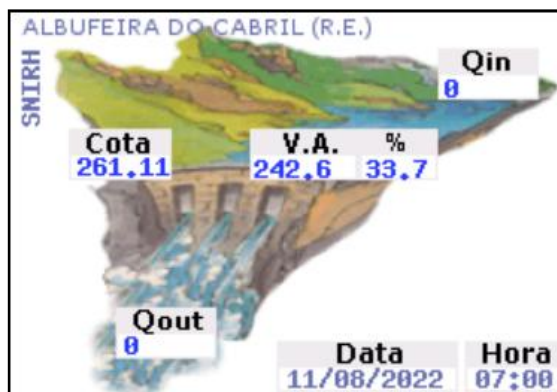 ALBUFEIRA DO CABRIL (R.E.)
SNIRH
Qin
0
Cota
261.11
V.A. %
242.6 33.7
Qout
0
Data Hora
11/08/2022 07:00